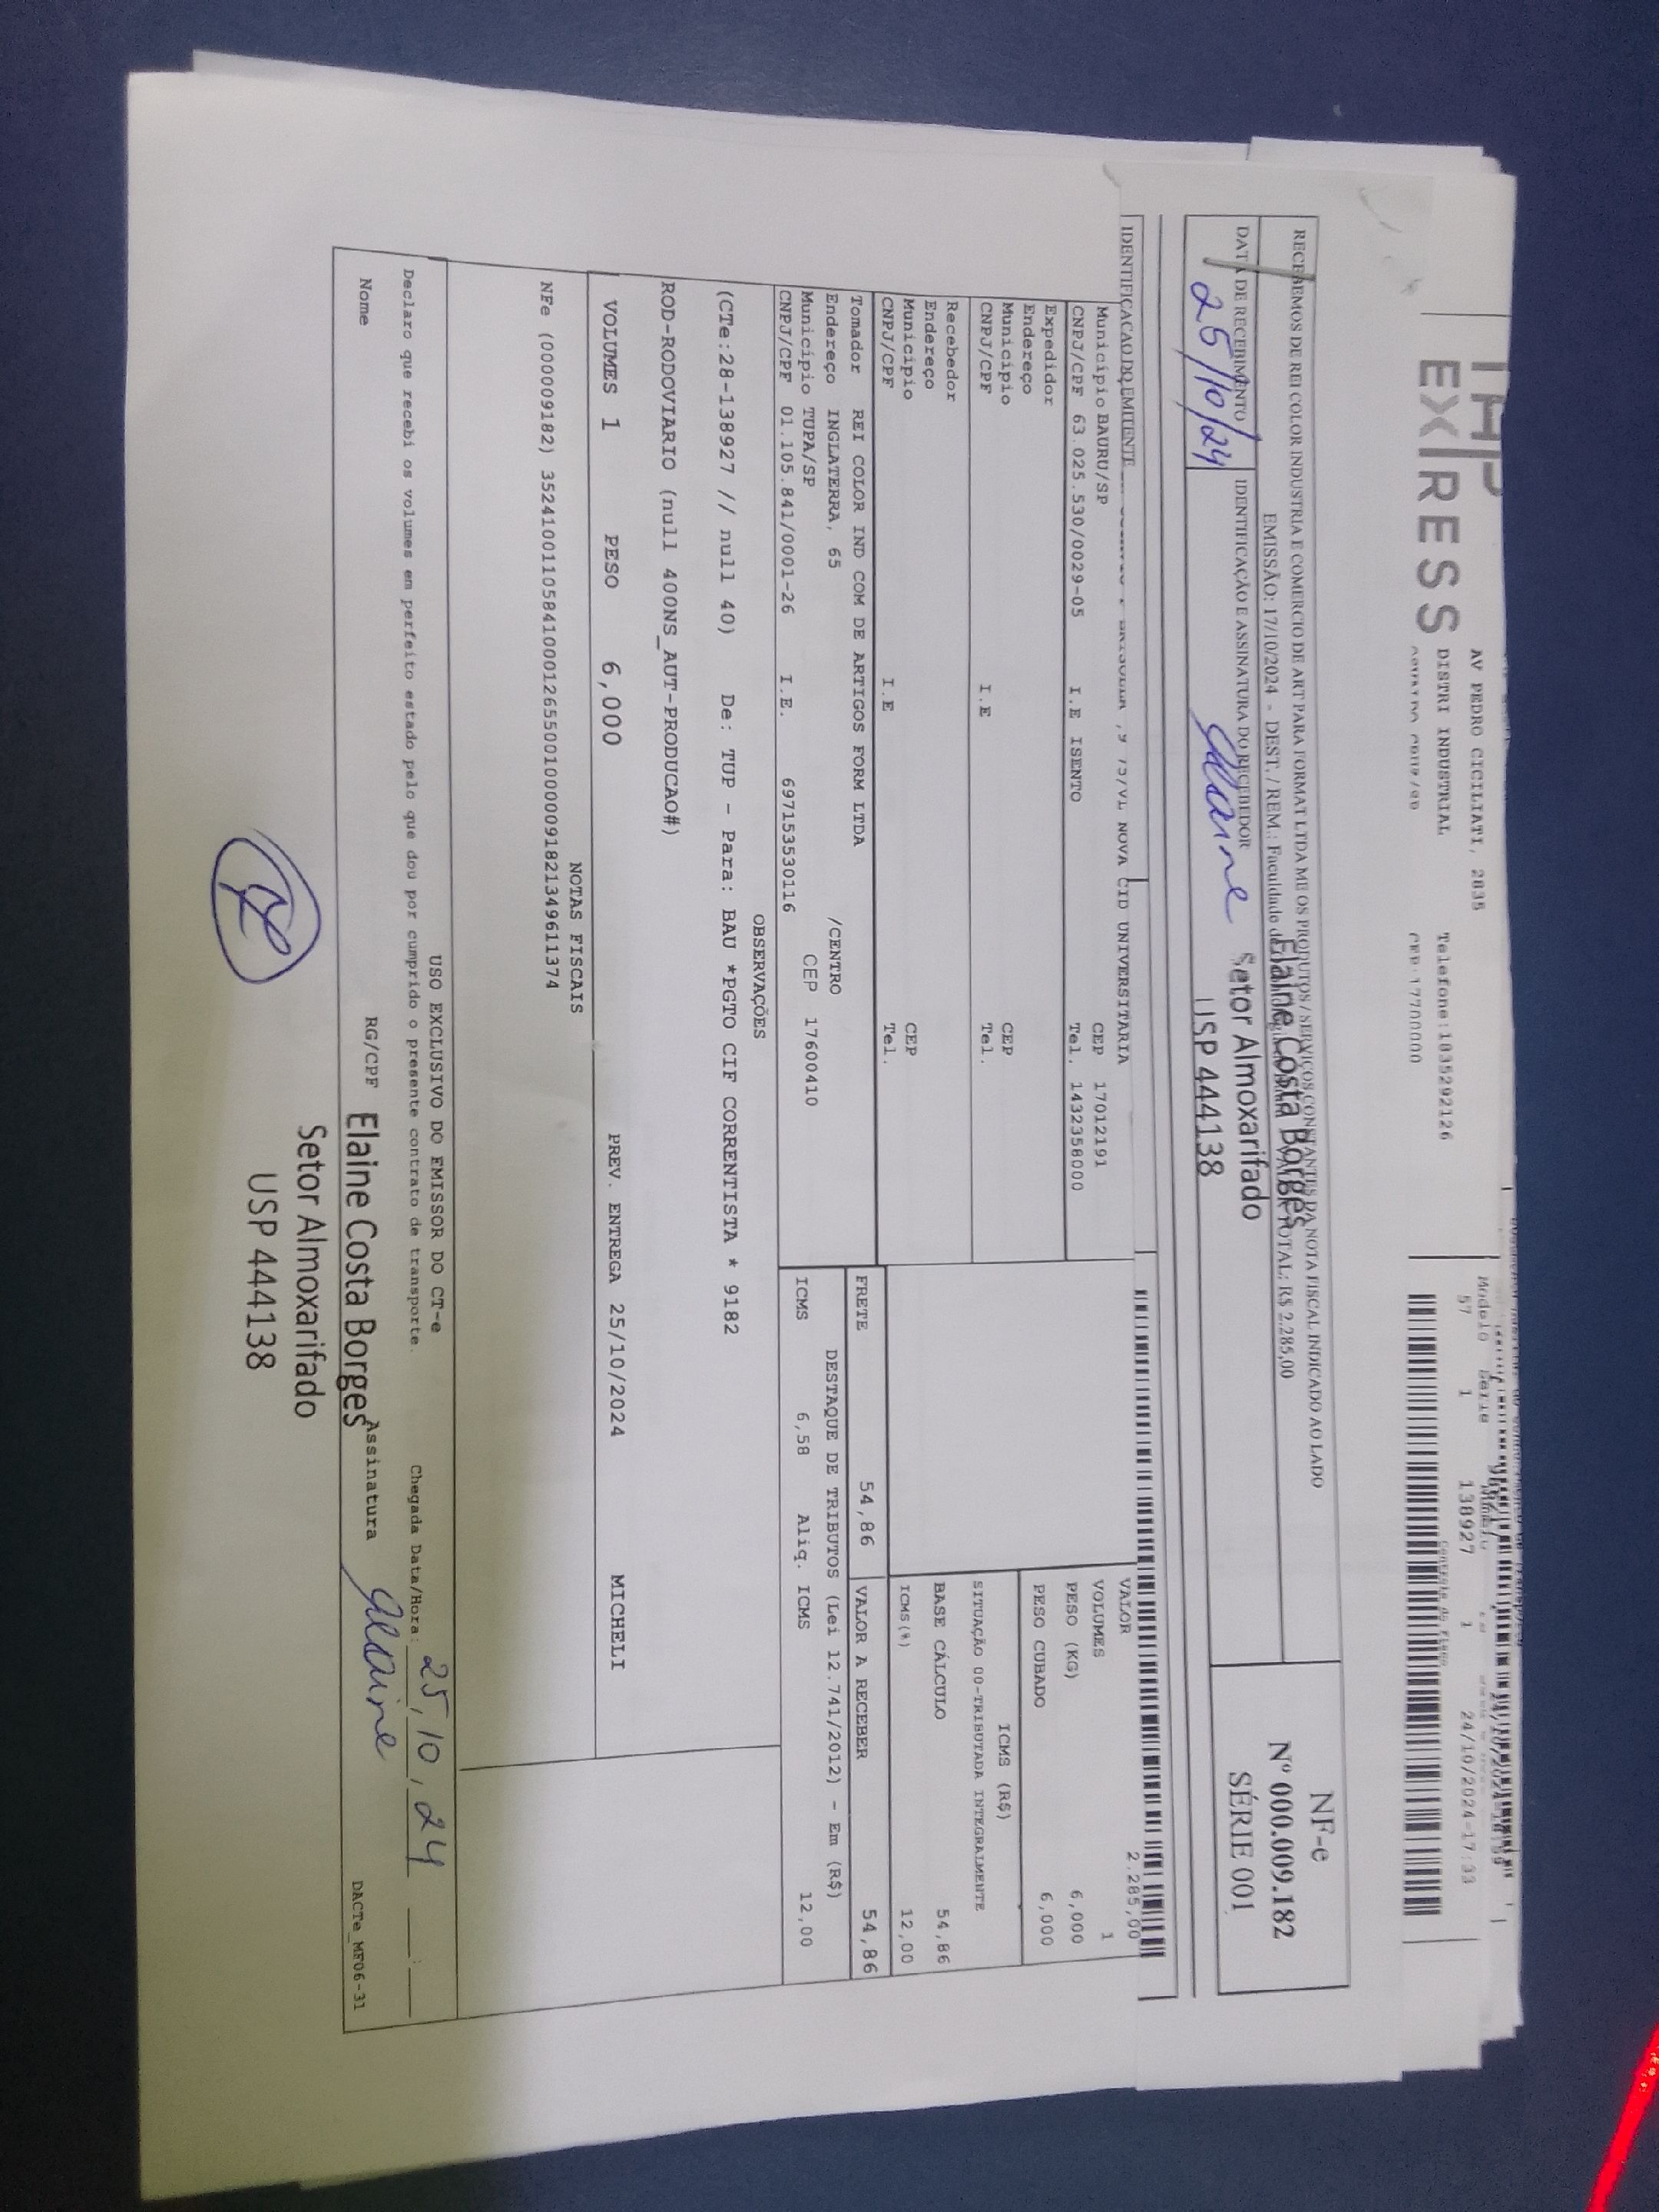 EXPRESS
AV PEDRO CICILIATI, 2835
Telefone:1835292126
DISTRI INDUSTRIAL
Modelo
57 1 138927 1 24/10/2024-17:33
RECEBEMOS DE REI COLOR INDUSTRIA E COMERCIO DE ART PARA FORMAT LTDA ME OS PRODUTOS / SERVIÇOS CONSTANTES DA NOTA FISCAL INDICADO AO LADO
EMISSÃO: 17/10/2024 - DEST. / REM.: Faculdade de VALOR TOTAL: R$ 2.285,00
Elaine Costa Borges
Setor Almoxarifado
USP 444138
DATA DE RECEBIMENTO
25/10/24
IDENTIFICAÇÃO E ASSINATURA DO RECEBEDOR
Elaine
NF-e
Nº 000.009.182
SÉRIE 001
IDENTIFICACAO DO EMITENTE
NOVA CID UNIVERSITARIA
Município BAURU/SP CEP 17012191
CNPJ/CPF 63.025.530/0029-05 I.E ISENTO Tel. 1432358000
Expedidor
Endereço
Município CEP
CNPJ/CPF I.E Tel.
Recebedor
Endereço
Município CEP
CNPJ/CPF I.E Tel.
Tomador REI COLOR IND COM DE ARTIGOS FORM LTDA
Endereço INGLATERRA, 65 /CENTRO
Município TUPA/SP CEP 17600410
CNPJ/CPF 01.105.841/0001-26 I.E. 697153530116
VALOR 2.285,00
VOLUMES 1
PESO (KG) 6,000
PESO CUBADO 6,000
ICMS (R$)
SITUAÇÃO 00-TRIBUTADA INTEGRALMENTE
BASE CÁLCULO 54,86
ICMS(%) 12,00
FRETE 54,86 VALOR A RECEBER 54,86
DESTAQUE DE TRIBUTOS (Lei 12.741/2012) - Em (R$)
ICMS 6,58 Aliq. ICMS 12,00
OBSERVAÇÕES
(CTe:28-138927 // null 40) De: TUP - Para: BAU *PGTO CIF CORRENTISTA * 9182
ROD-RODOVIARIO (null 400NS_AUT-PRODUCAO#)
VOLUMES 1 PESO 6,000 PREV. ENTREGA 25/10/2024 MICHELI
NOTAS FISCAIS
NFe (000009182) 35241001105841000126550010000091821349611374
USO EXCLUSIVO DO EMISSOR DO CT-e
Declaro que recebi os volumes em perfeito estado pelo que dou por cumprido o presente contrato de transporte. Chegada Data/Hora: 25, 10, 24 :
Nome RG/CPF Assinatura Elaine DACTe_MF06-31
Elaine Costa Borges
Setor Almoxarifado
USP 444138